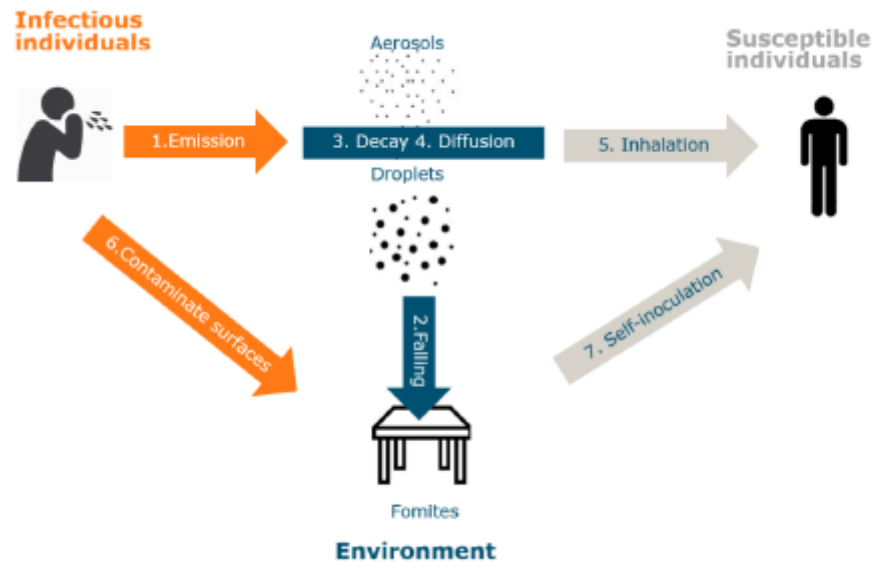 Infectious
individuals
Aerosols
Susceptible
individuals
1.Emission
3. Decay 4. Diffusion
5. Inhalation
Droplets
6.Contaminate surfaces
2.Falling
7. Self-inoculation
Fomites
Environment